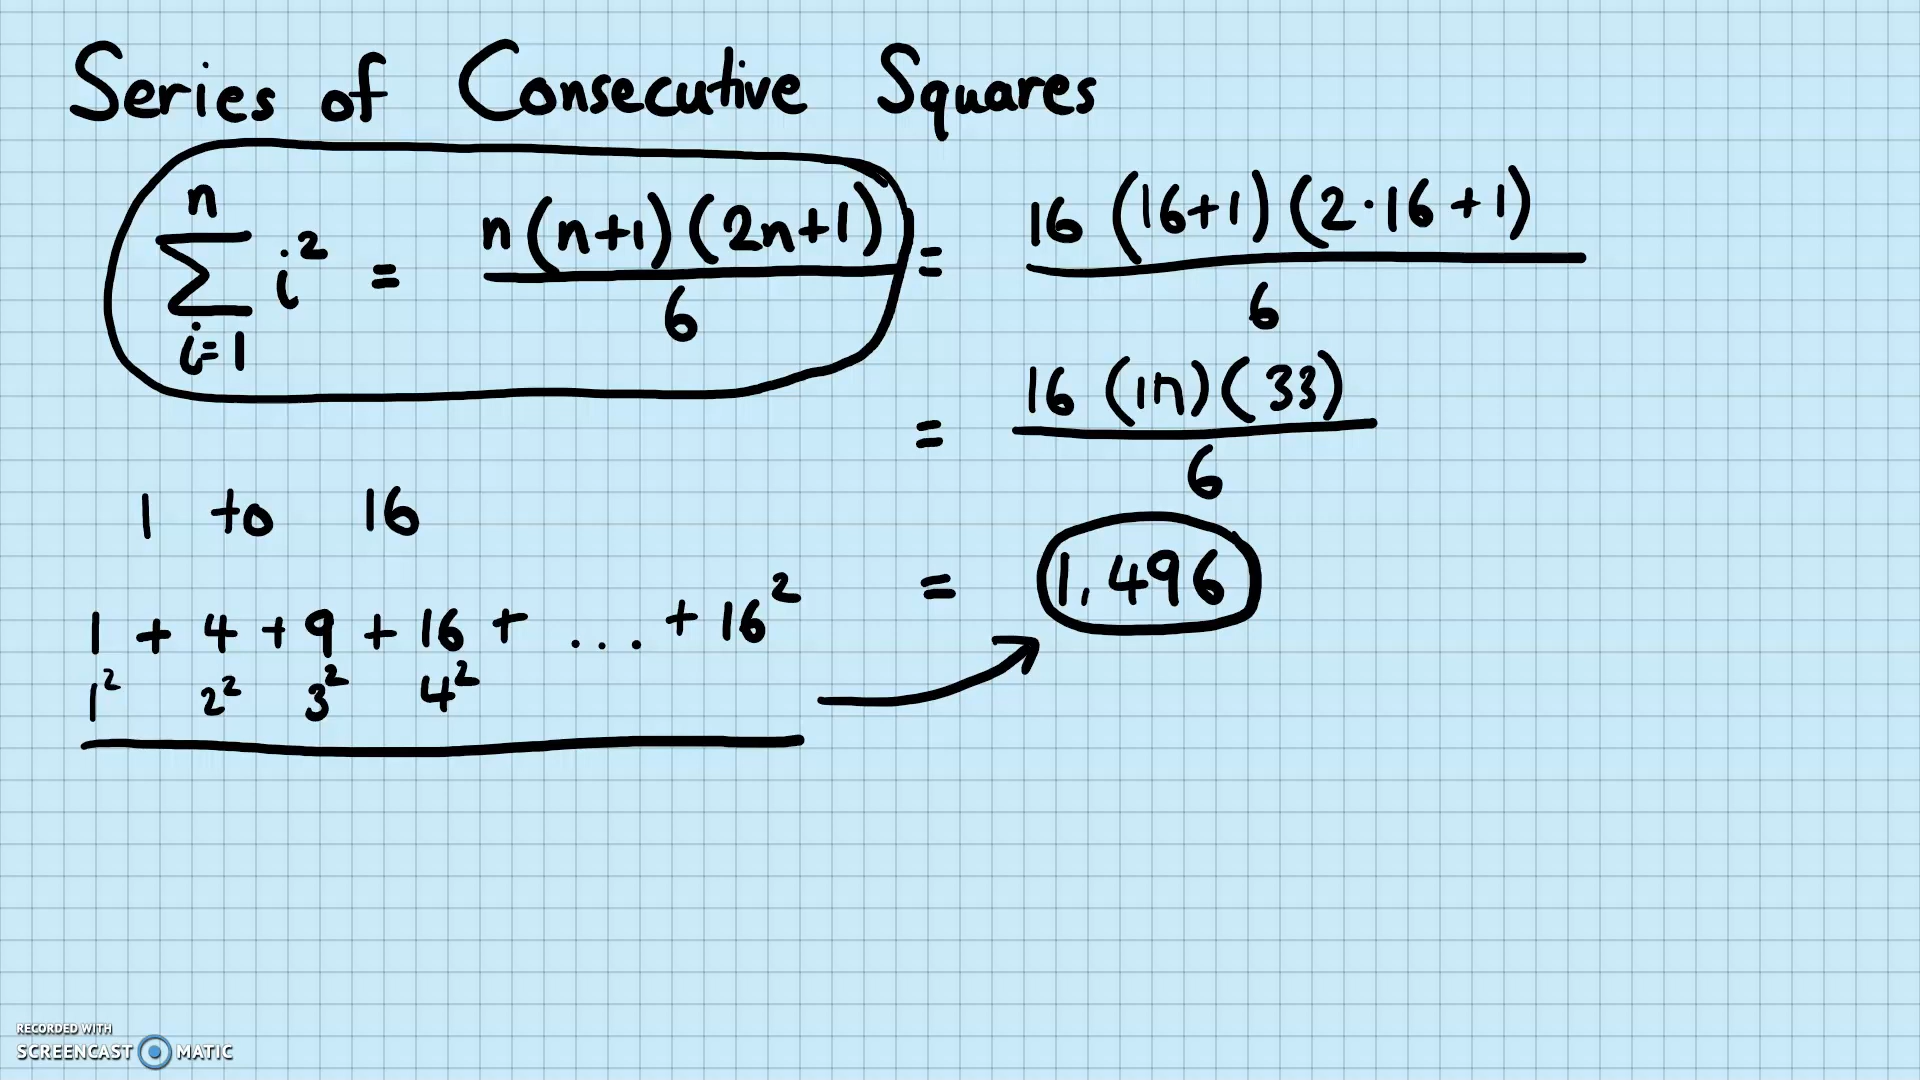 Series of Consecutive Squares
n
∑ i² = n(n+1)(2n+1) / 6 = 16 (16+1)(2·16+1) / 6
i=1
= 16 (17)(33) / 6
1 to 16
= 1,496
1 + 4 + 9 + 16 + ... + 16²
1² 2² 3² 4²
RECORDED WITH
SCREENCAST MATIC